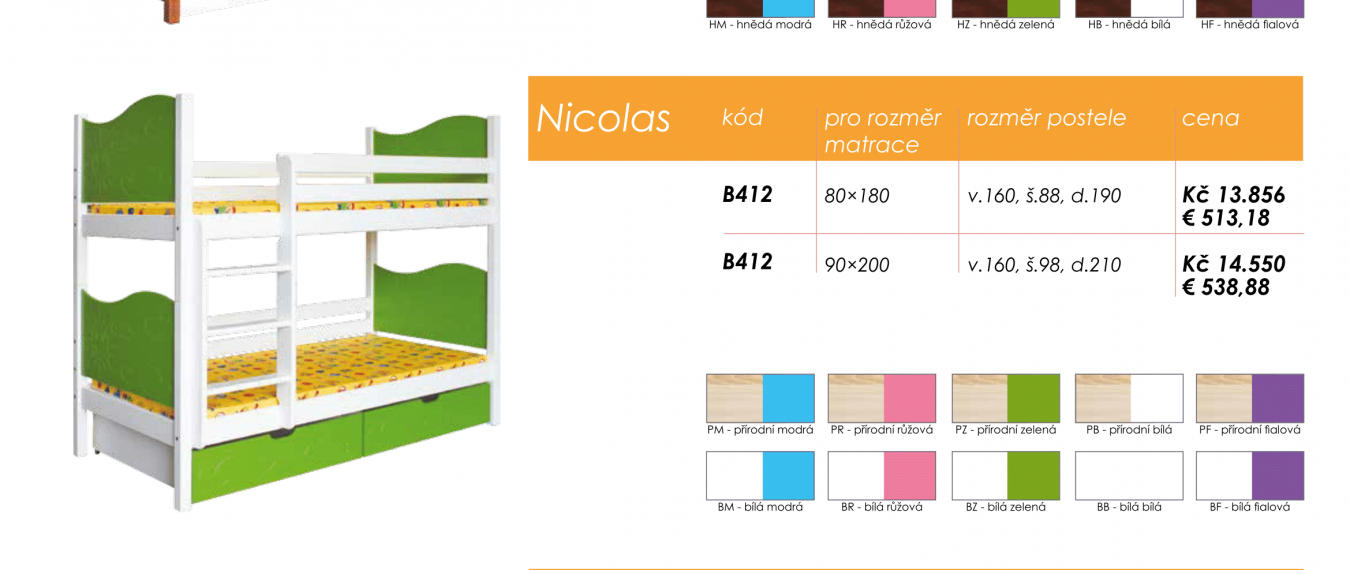 HM - hnědá modrá HR - hnědá růžová HZ - hnědá zelená HB - hnědá bílá HF - hnědá fialová
Nicolas kód pro rozměr matrace rozměr postele cena
B412 80×180 v.160, š.88, d.190 Kč 13.856
€ 513,18
B412 90×200 v.160, š.98, d.210 Kč 14.550
€ 538,88
PM - přírodní modrá PR - přírodní růžová PZ - přírodní zelená PB - přírodní bílá PF - přírodní fialová
BM - bílá modrá BR - bílá růžová BZ - bílá zelená BB - bílá bílá BF - bílá fialová